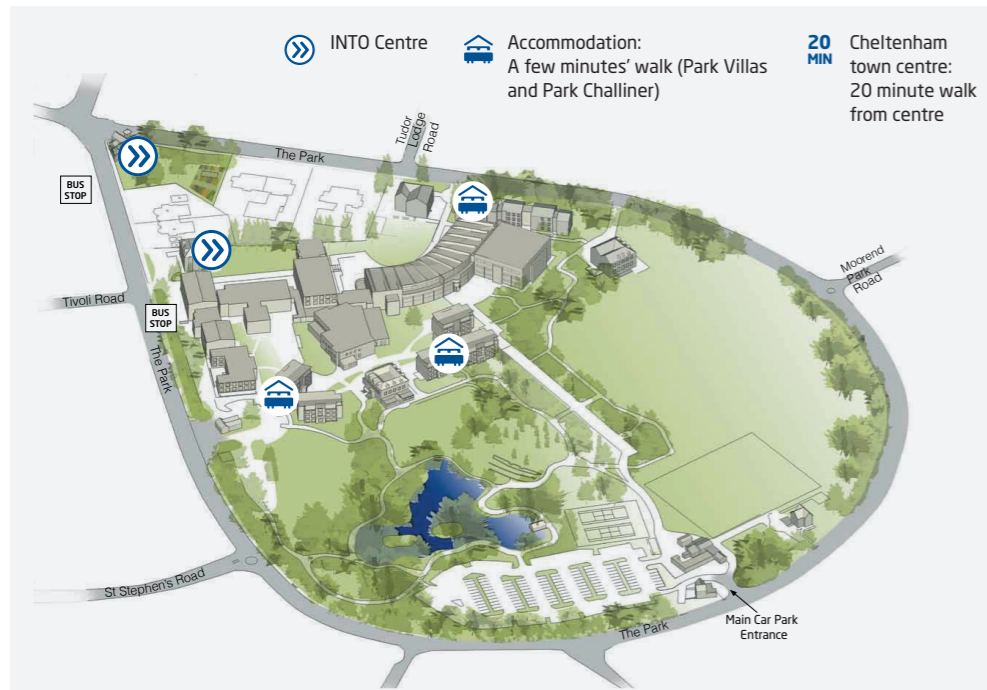 INTO Centre
Accommodation:
A few minutes' walk (Park Villas
and Park Challiner)
20
MIN
Cheltenham
town centre:
20 minute walk
from centre
Tudor
Lodge
Road
The Park
BUS
STOP
Moorend
Park
Road
Tivoli Road
BUS
STOP
The Park
St Stephen's Road
Main Car Park
Entrance
The Park